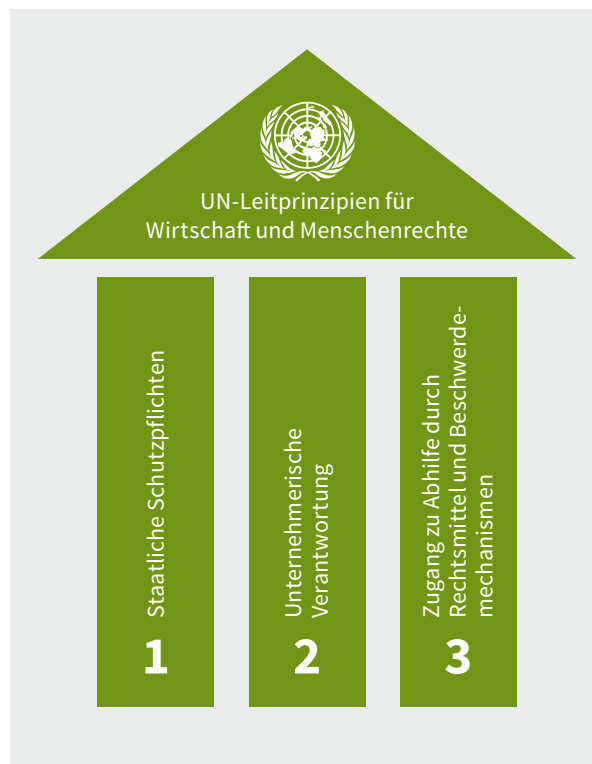 UN-Leitprinzipien für
Wirtschaft und Menschenrechte
Staatliche Schutzpflichten
1
Unternehmerische
Verantwortung
2
Zugang zu Abhilfe durch
Rechtsmittel und Beschwerde-
mechanismen
3